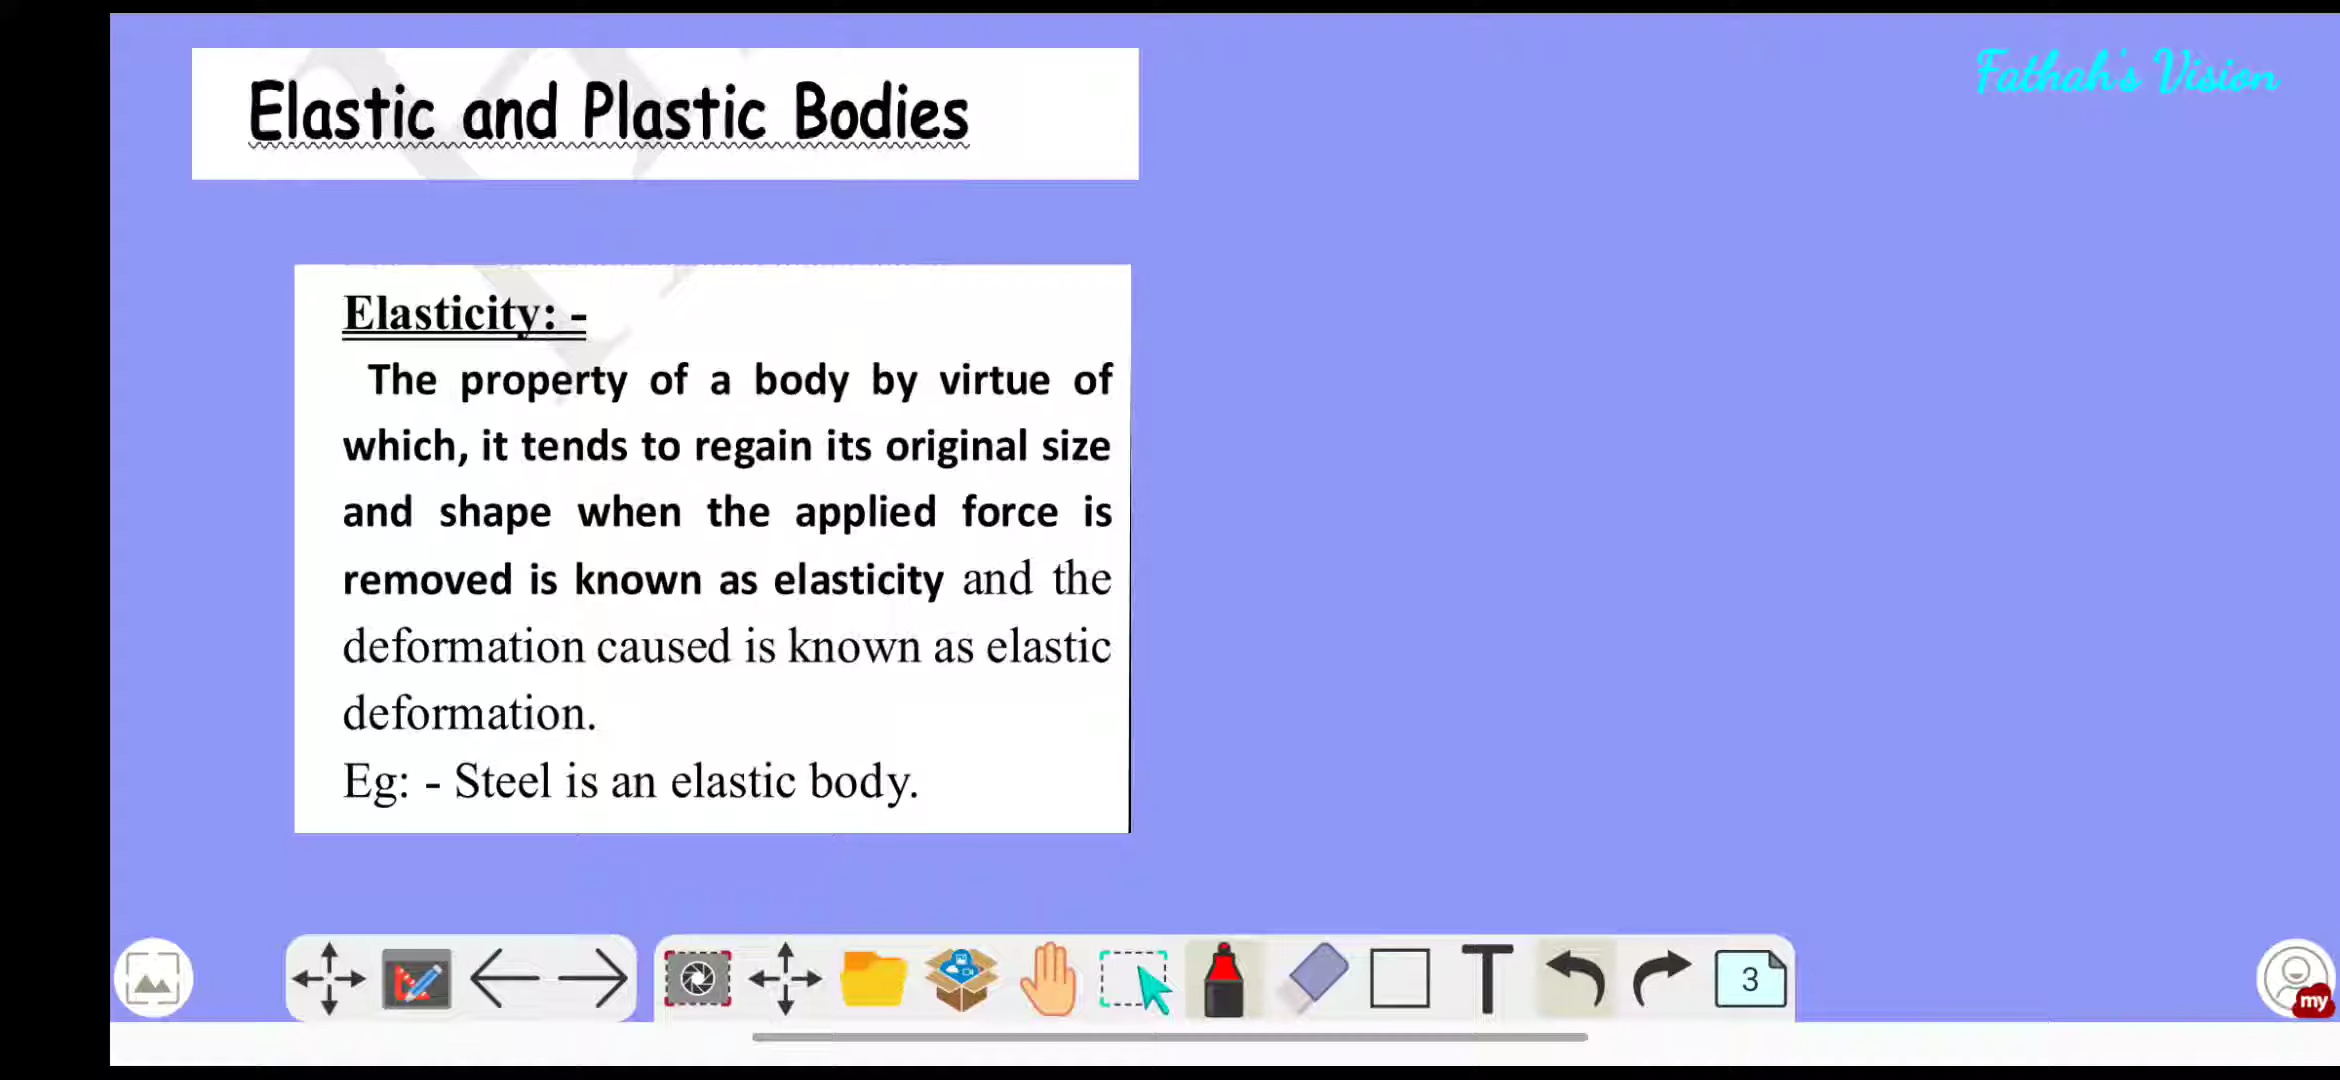 Fathah's Vision
Elastic and Plastic Bodies
Elasticity: -
The property of a body by virtue of
which, it tends to regain its original size
and shape when the applied force is
removed is known as elasticity and the
deformation caused is known as elastic
deformation.
Eg: - Steel is an elastic body.
T
3
my